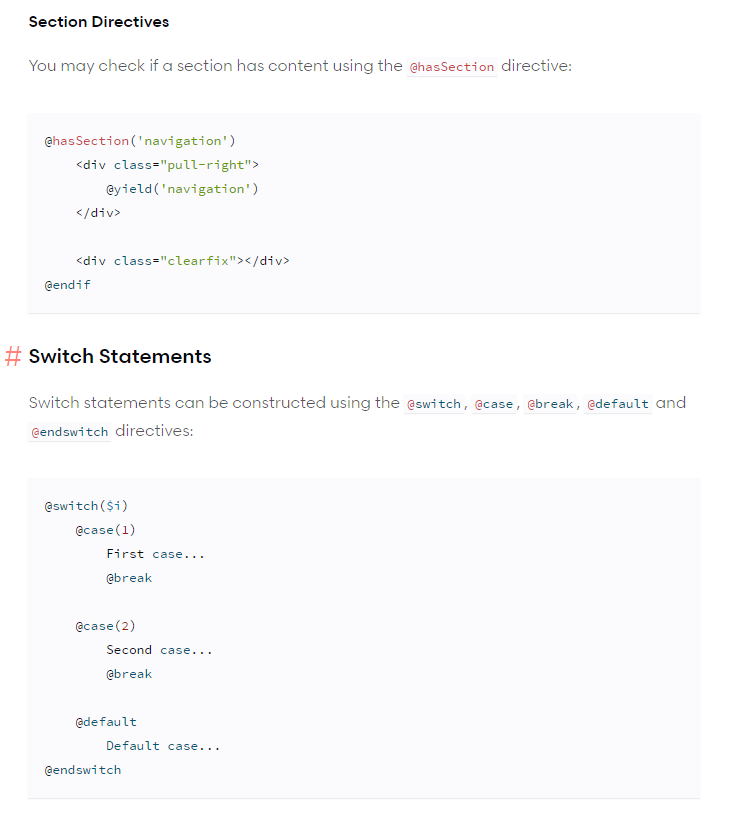 Section Directives
You may check if a section has content using the @hasSection directive:
@hasSection('navigation')
    <div class="pull-right">
        @yield('navigation')
    </div>

    <div class="clearfix"></div>
@endif
# Switch Statements
Switch statements can be constructed using the @switch, @case, @break, @default and
@endswitch directives:
@switch($i)
    @case(1)
        First case...
        @break

    @case(2)
        Second case...
        @break

    @default
        Default case...
@endswitch